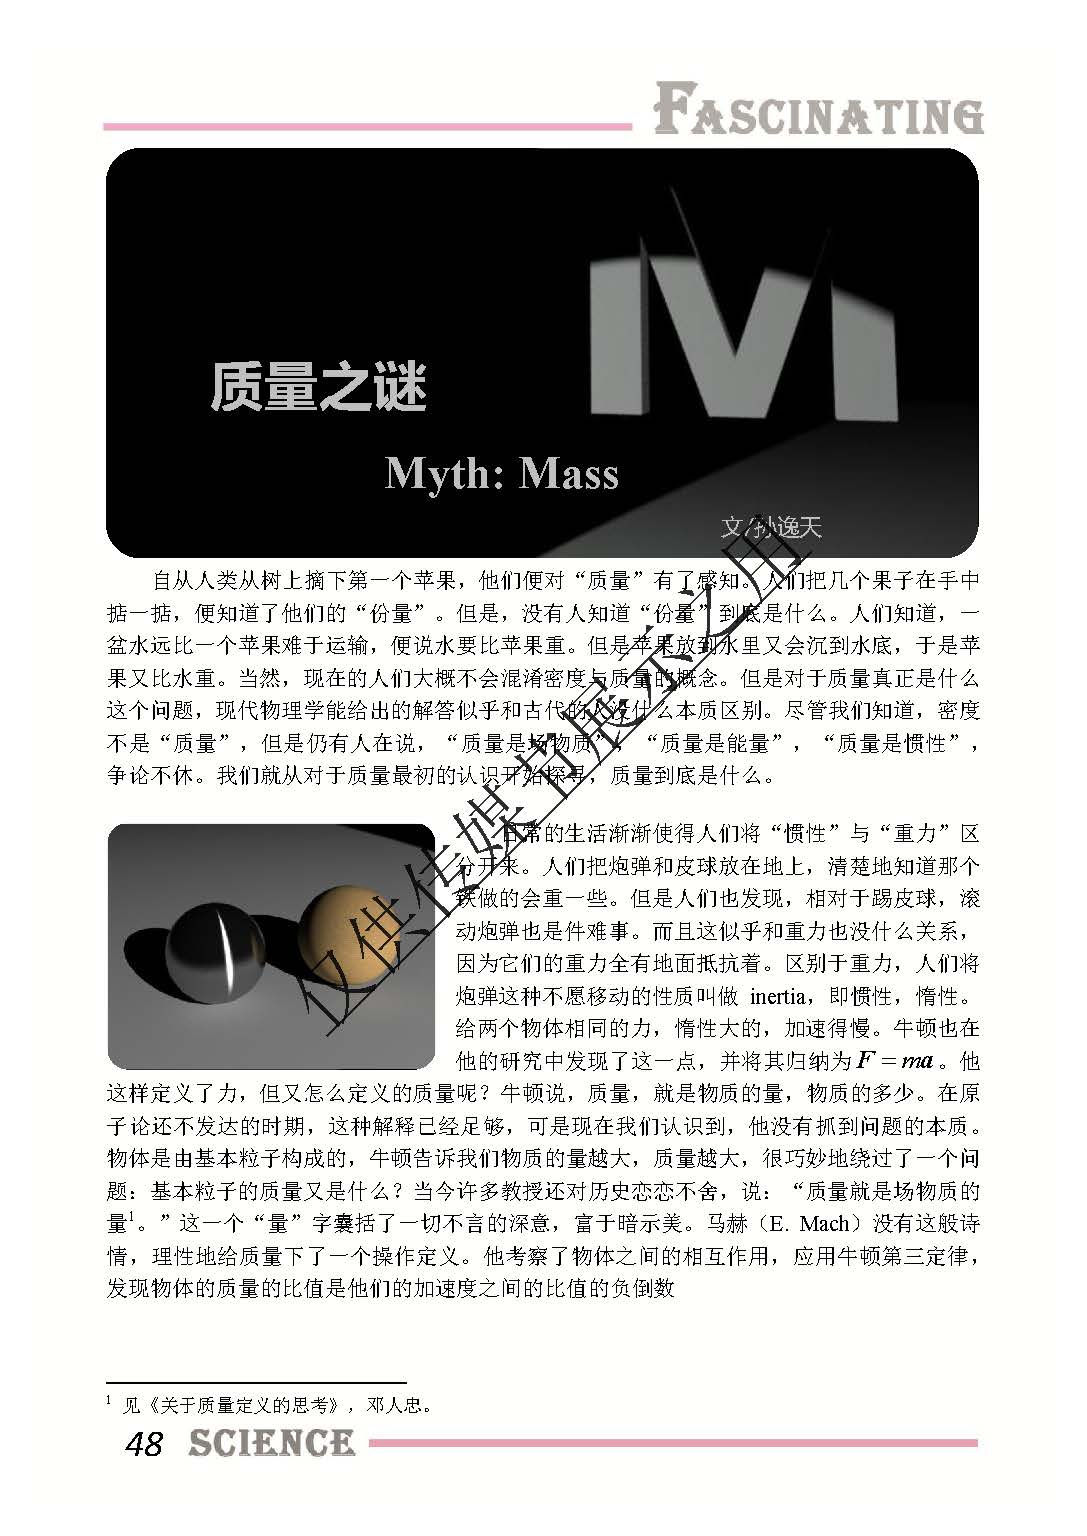 FASCINATING
质量之谜
Myth: Mass
文/孙逸天
自从人类从树上摘下第一个苹果，他们便对“质量”有了感知。人们把几个果子在手中
掂一掂，便知道了他们的“份量”。但是，没有人知道“份量”到底是什么。人们知道，一
盆水远比一个苹果难于运输，便说水要比苹果重。但是苹果放到水里又会沉到水底，于是苹
果又比水重。当然，现在的人们大概不会混淆密度与质量的概念。但是对于质量真正是什么
这个问题，现代物理学能给出的解答似乎和古代的人没什么本质区别。尽管我们知道，密度
不是“质量”，但是仍有人在说，“质量是场物质”，“质量是能量”，“质量是惯性”，
争论不休。我们就从对于质量最初的认识开始探寻，质量到底是什么。
日常的生活渐渐使得人们将“惯性”与“重力”区
分开来。人们把炮弹和皮球放在地上，清楚地知道那个
铁做的会重一些。但是人们也发现，相对于踢皮球，滚
动炮弹也是件难事。而且这似乎和重力也没什么关系，
因为它们的重力全有地面抵抗着。区别于重力，人们将
炮弹这种不愿移动的性质叫做 inertia，即惯性，惰性。
给两个物体相同的力，惰性大的，加速得慢。牛顿也在
他的研究中发现了这一点，并将其归纳为 F = ma 。他
这样定义了力，但又怎么定义的质量呢？牛顿说，质量，就是物质的量，物质的多少。在原
子论还不发达的时期，这种解释已经足够，可是现在我们认识到，他没有抓到问题的本质。
物体是由基本粒子构成的，牛顿告诉我们物质的量越大，质量越大，很巧妙地绕过了一个问
题：基本粒子的质量又是什么？当今许多教授还对历史恋恋不舍，说：“质量就是场物质的
量1。”这一个“量”字囊括了一切不言的深意，富于暗示美。马赫（E. Mach）没有这般诗
情，理性地给质量下了一个操作定义。他考察了物体之间的相互作用，应用牛顿第三定律，
发现物体的质量的比值是他们的加速度之间的比值的负倒数
1 见《关于质量定义的思考》，邓人忠。
48 SCIENCE
仅供传媒书展示义用